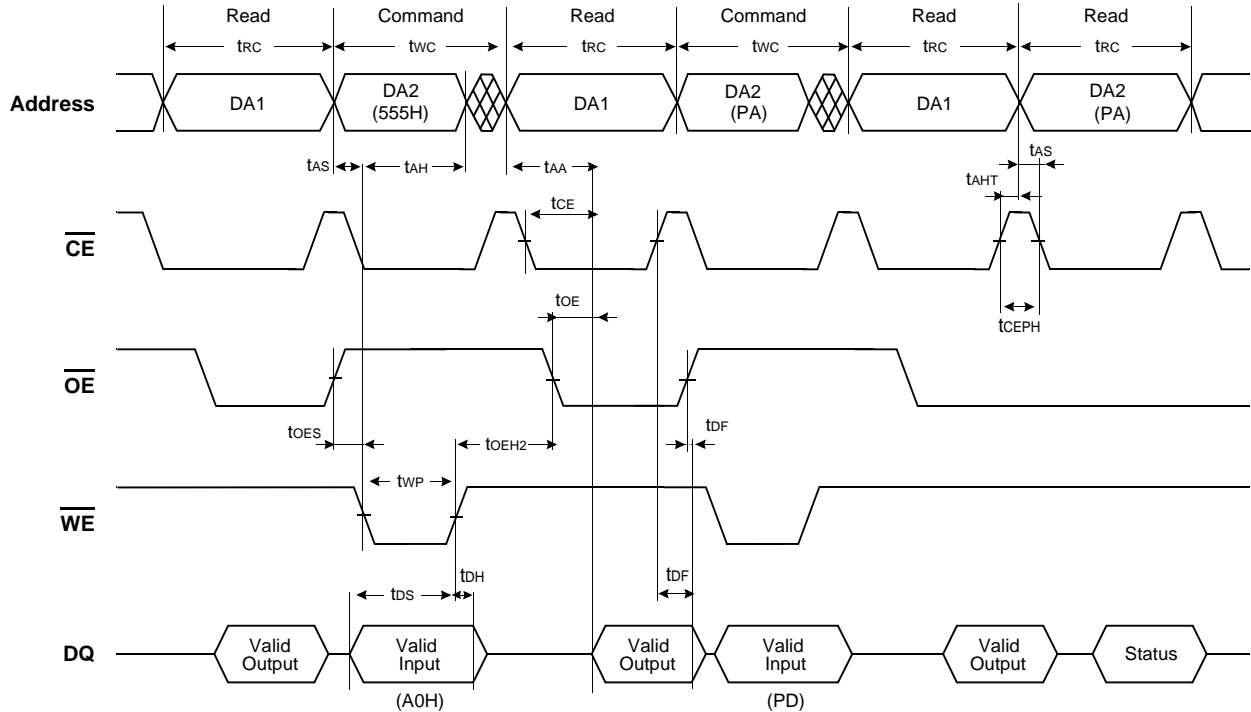 Read Command Read Command Read Read
tRC tWC tRC tWC tRC tRC
Address DA1 DA2 (555H) DA1 DA2 (PA) DA1 DA2 (PA)
tAS tAH tAA tAS
tAHT
tCE
CE
tOE
tCEPH
OE
tOES tOEH2 tDF
tWP
WE
tDH tDF
tDS
DQ Valid Output Valid Input Valid Output Valid Input Valid Output Status
(A0H) (PD)